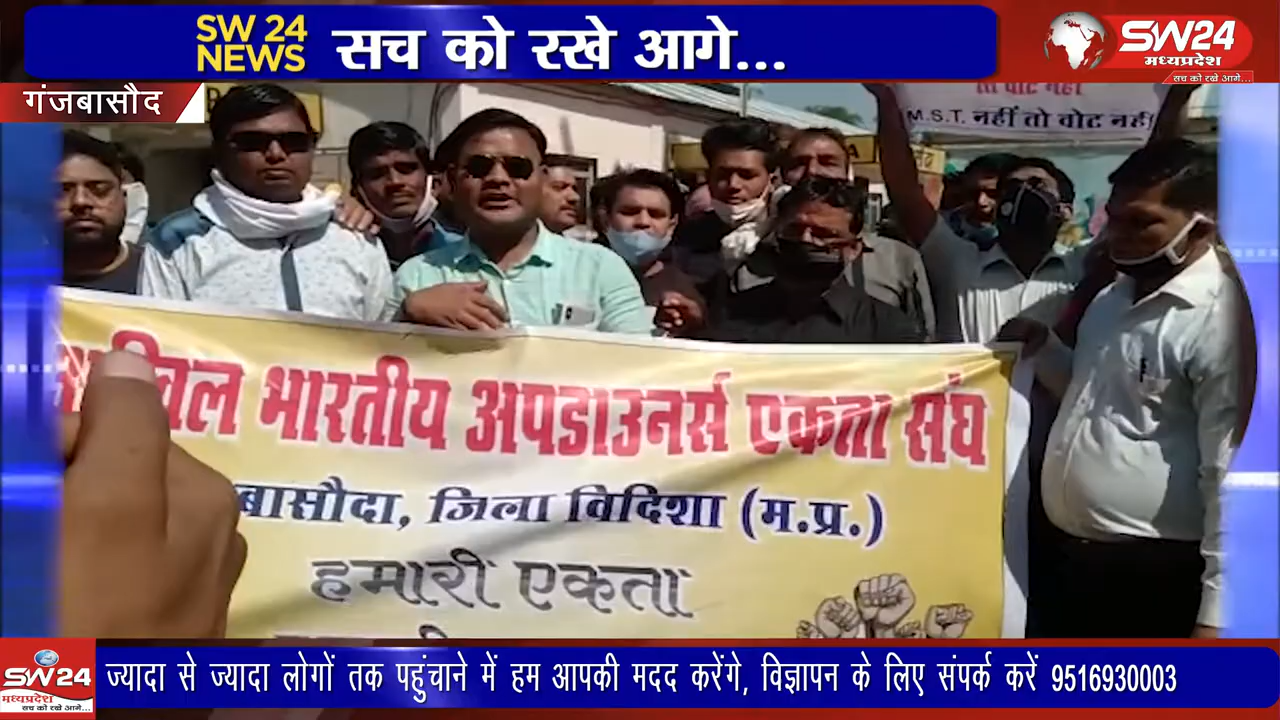 SW 24
NEWS
सच को रखे आगे...
SW24
मध्यप्रदेश
सच को रखे आगे...
गंजबासौद
M.S.T. नहीं तो वोट नहीं
भारतीय अपडाउनर्स एकता संघ
बासौदा, जिला विदिशा (म.प्र.)
हमारी एकता
SW24
मध्यप्रदेश
सच को रखे आगे...
ज्यादा से ज्यादा लोगों तक पहुंचाने में हम आपकी मदद करेंगे, विज्ञापन के लिए संपर्क करें 9516930003